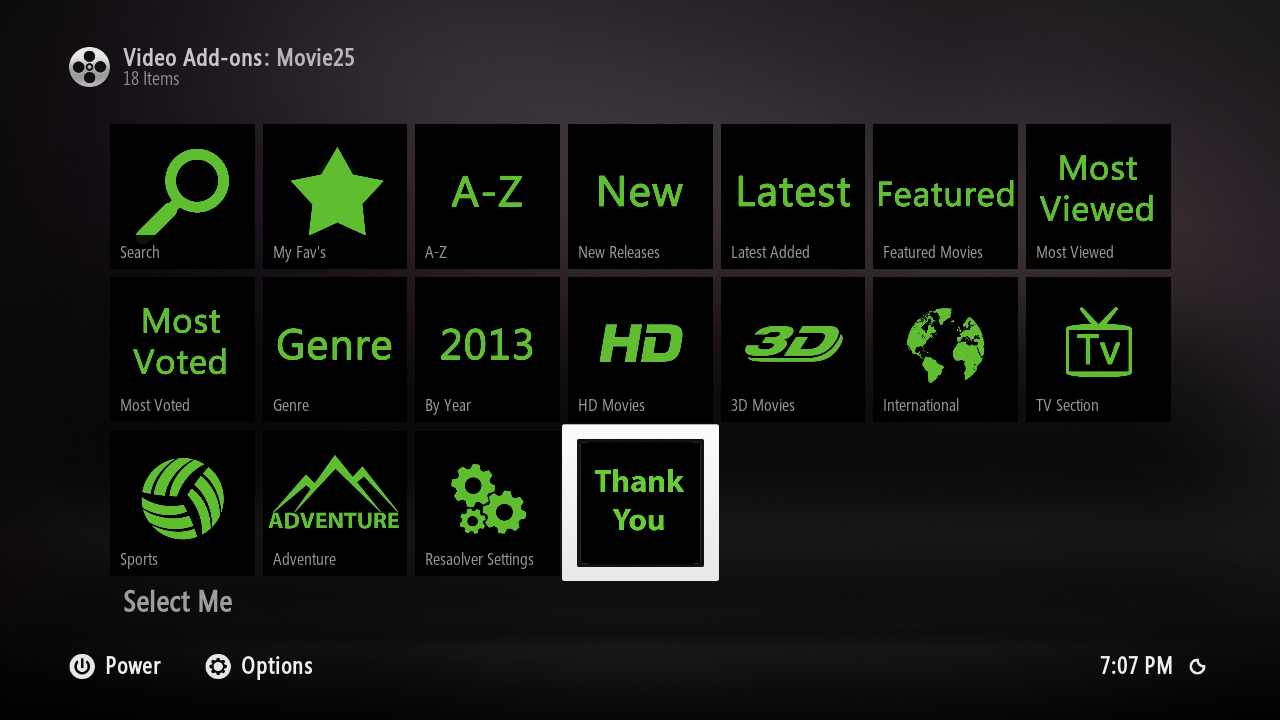 Video Add-ons: Movie25
18 Items
Search
My Fav's
A-Z
A-Z
New
New Releases
Latest
Latest Added
Featured
Featured Movies
Most
Viewed
Most Viewed
Most
Voted
Most Voted
Genre
Genre
2013
By Year
HD
HD Movies
3D
3D Movies
International
Tv
TV Section
Sports
ADVENTURE
Adventure
Resaolver Settings
Thank
You
Select Me
Power
Options
7:07 PM